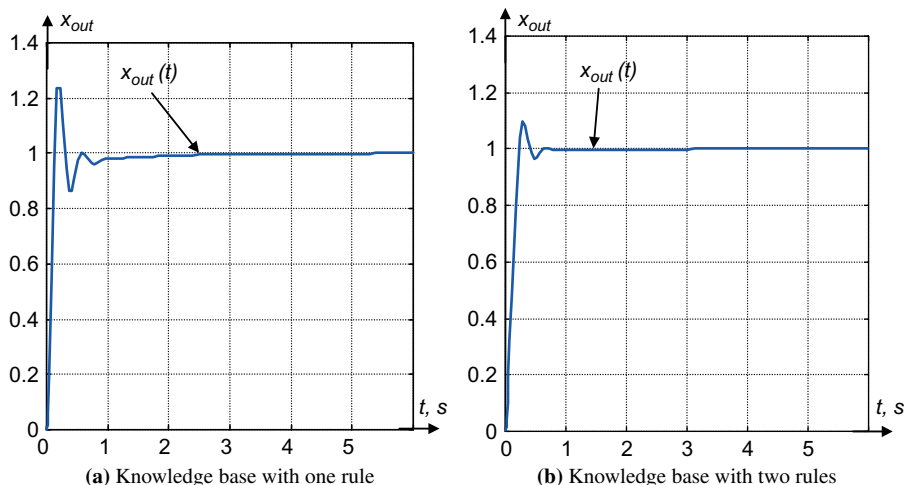 x_out
1.4
1.2
1
0.8
0.6
0.4
0.2
0
x_out (t)
t, s
0 1 2 3 4 5
(a) Knowledge base with one rule
x_out
1.4
1.2
1
0.8
0.6
0.4
0.2
0
x_out (t)
t, s
0 1 2 3 4 5
(b) Knowledge base with two rules